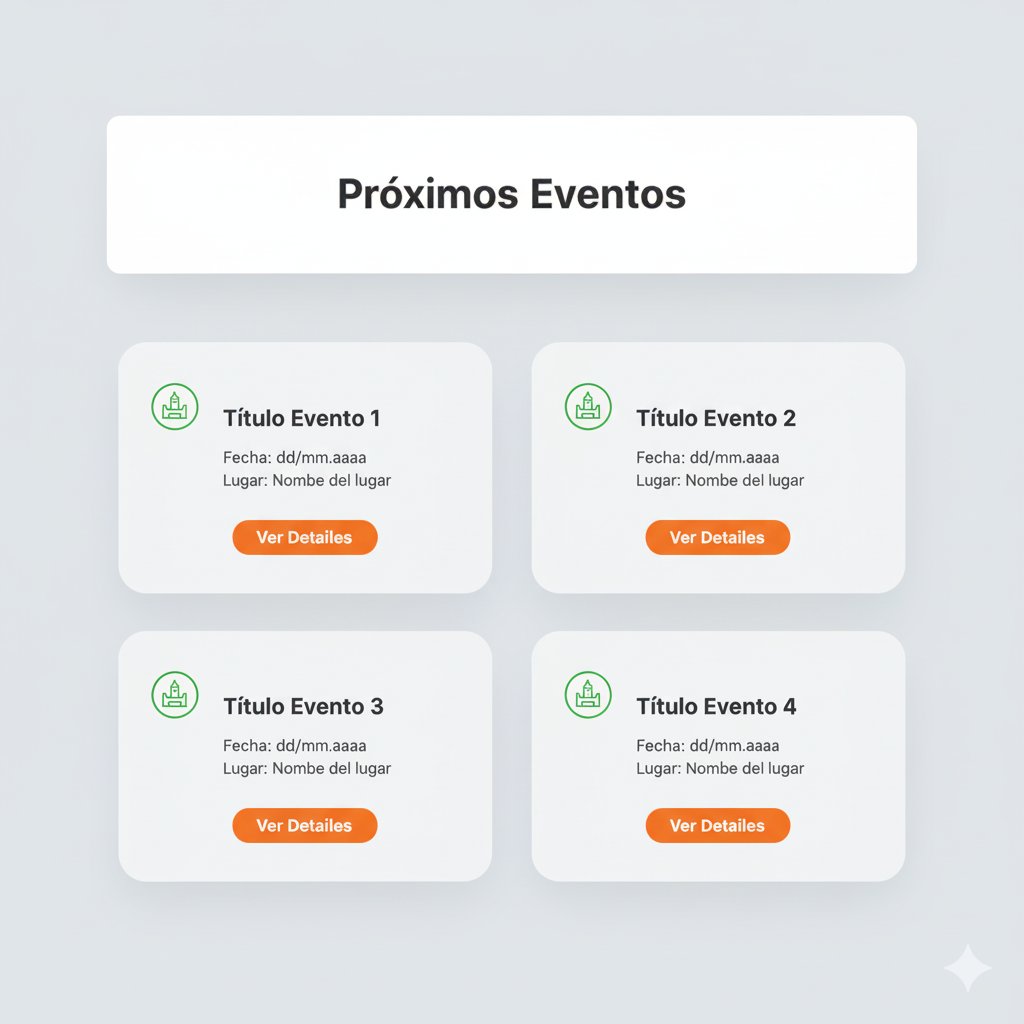 Próximos Eventos
Título Evento 1
Fecha: dd/mm.aaaa
Lugar: Nombe del lugar
Ver Detailes
Título Evento 2
Fecha: dd/mm.aaaa
Lugar: Nombe del lugar
Ver Detailes
Título Evento 3
Fecha: dd/mm.aaaa
Lugar: Nombe del lugar
Ver Detailes
Título Evento 4
Fecha: dd/mm.aaaa
Lugar: Nombe del lugar
Ver Detailes